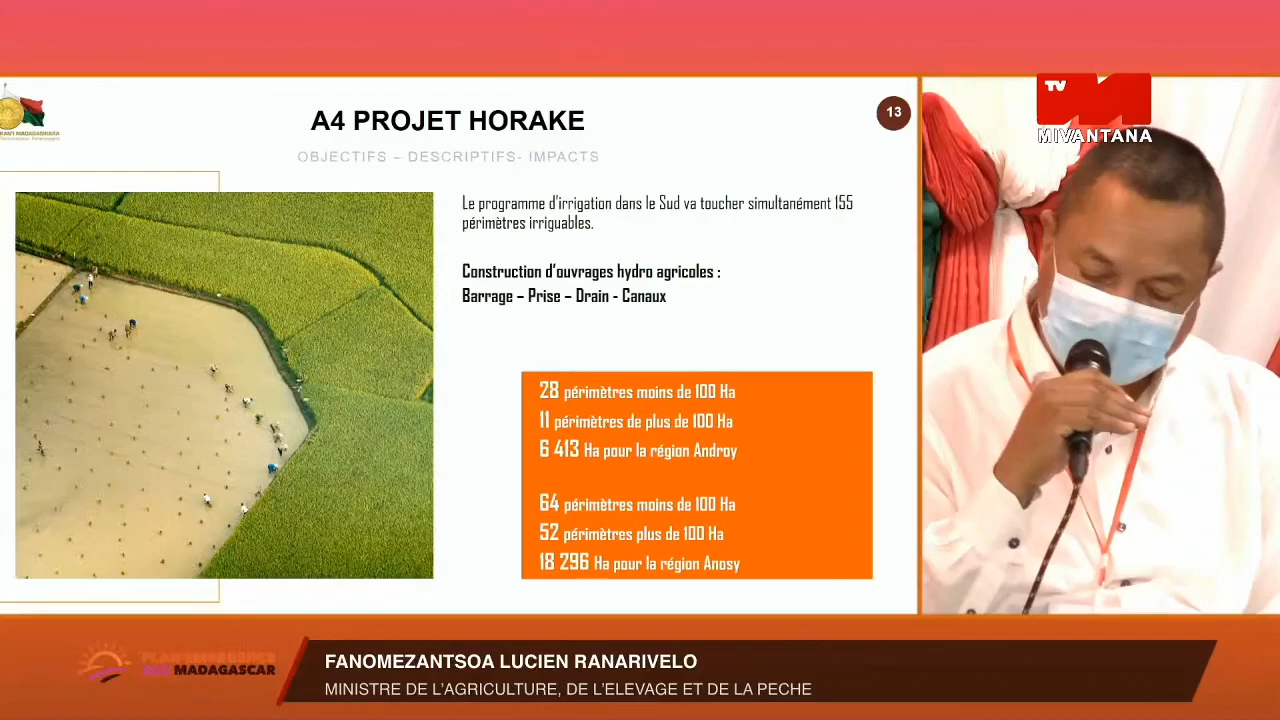 A4 PROJET HORAKE
13
OBJECTIFS – DESCRIPTIFS- IMPACTS
Le programme d'irrigation dans le Sud va toucher simultanément 155
périmètres irriguables.
Construction d'ouvrages hydro agricoles :
Barrage – Prise – Drain - Canaux
28 périmètres moins de 100 Ha
11 périmètres de plus de 100 Ha
6 413 Ha pour la région Androy
64 périmètres moins de 100 Ha
52 périmètres plus de 100 Ha
18 296 Ha pour la région Anosy
TV
MIVANTANA
MADAGASCAR
FANOMEZANTSOA LUCIEN RANARIVELO
MINISTRE DE L'AGRICULTURE, DE L'ELEVAGE ET DE LA PECHE